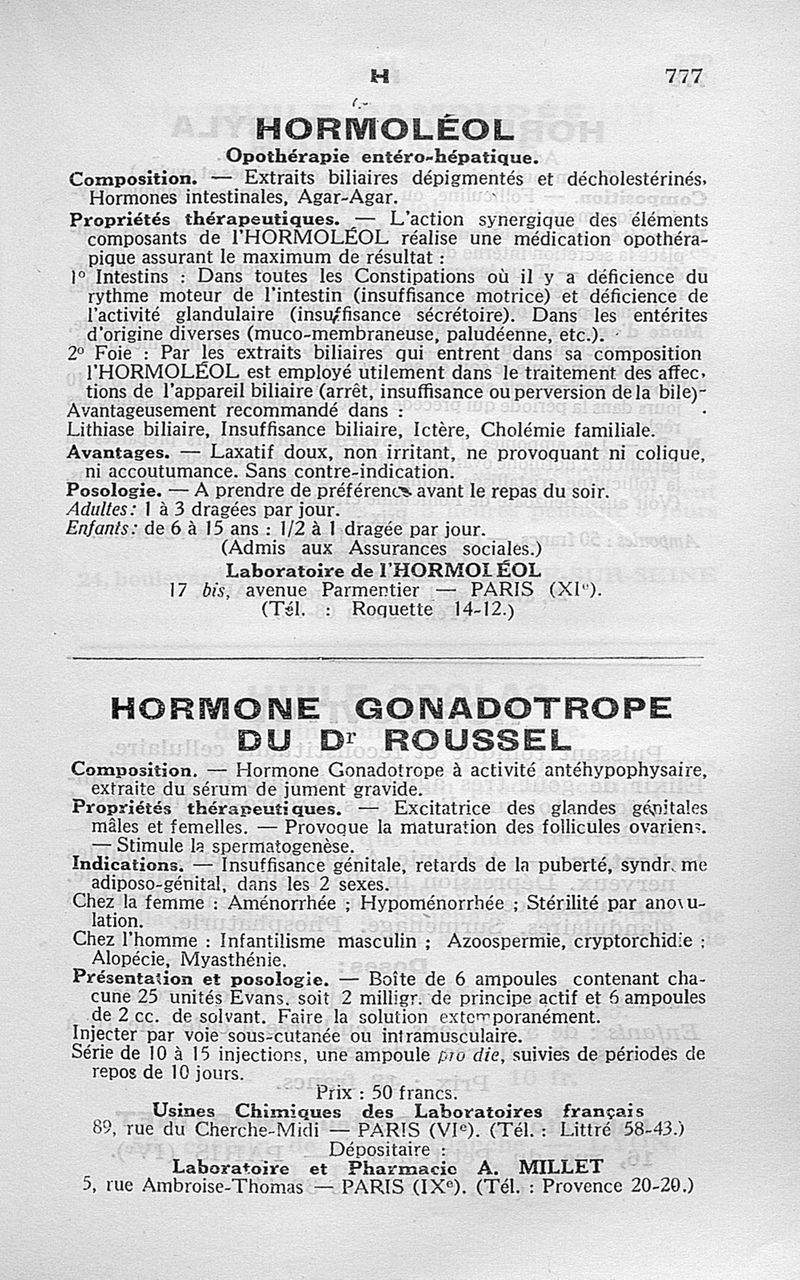 H 777
HORMOLÉOL
Opothérapie entéro-hépatique.
Composition. — Extraits biliaires dépigmentés et décholestérinés,
Hormones intestinales, Agar-Agar.
Propriétés thérapeutiques. — L'action synergique des éléments
composants de l'HORMOLÉOL réalise une médication opothéra-
pique assurant le maximum de résultat :
1° Intestins : Dans toutes les Constipations où il y a déficience du
rythme moteur de l'intestin (insuffisance motrice) et déficience de
l'activité glandulaire (insuffisance sécrétoire). Dans les entérites
d'origine diverses (muco-membraneuse, paludéenne, etc.).
2° Foie : Par les extraits biliaires qui entrent dans sa composition
l'HORMOLÉOL est employé utilement dans le traitement des affec,
tions de l'appareil biliaire (arrêt, insuffisance ou perversion de la bile)-
Avantageusement recommandé dans :
Lithiase biliaire, Insuffisance biliaire, Ictère, Cholémie familiale.
Avantages. — Laxatif doux, non irritant, ne provoquant ni colique,
ni accoutumance. Sans contre-indication.
Posologie. — A prendre de préférence avant le repas du soir.
Adultes : 1 à 3 dragées par jour.
Enfants : de 6 à 15 ans : 1/2 à 1 dragée par jour.
(Admis aux Assurances sociales.)
Laboratoire de l'HORMOLÉOL
17 bis, avenue Parmentier — PARIS (XIe).
(Tél. : Roquette 14-12.)
HORMONE GONADOTROPE
DU Dr ROUSSEL
Composition. — Hormone Gonadotrope à activité antéhypophysaire,
extraite du sérum de jument gravide.
Propriétés thérapeutiques. — Excitatrice des glandes génitales
mâles et femelles. — Provoque la maturation des follicules ovariens.
— Stimule la spermatogenèse.
Indications. — Insuffisance génitale, retards de la puberté, syndrome
adiposo-génital, dans les 2 sexes.
Chez la femme : Aménorrhée ; Hypoménorrhée ; Stérilité par anovu-
lation.
Chez l'homme : Infantilisme masculin ; Azoospermie, cryptorchidie ;
Alopécie, Myasthénie.
Présentation et posologie. — Boîte de 6 ampoules contenant cha-
cune 25 unités Evans. soit 2 milligr. de principe actif et 6 ampoules
de 2 cc. de solvant. Faire la solution extemporanément.
Injecter par voie sous-cutanée ou intramusculaire.
Série de 10 à 15 injections, une ampoule pro die, suivies de périodes de
repos de 10 jours.
Prix : 50 francs.
Usines Chimiques des Laboratoires français
89, rue du Cherche-Midi — PARIS (VIe). (Tél. : Littré 58-43.)
Dépositaire :
Laboratoire et Pharmacie A. MILLET
5, rue Ambroise-Thomas — PARIS (IXe). (Tél. : Provence 20-20.)